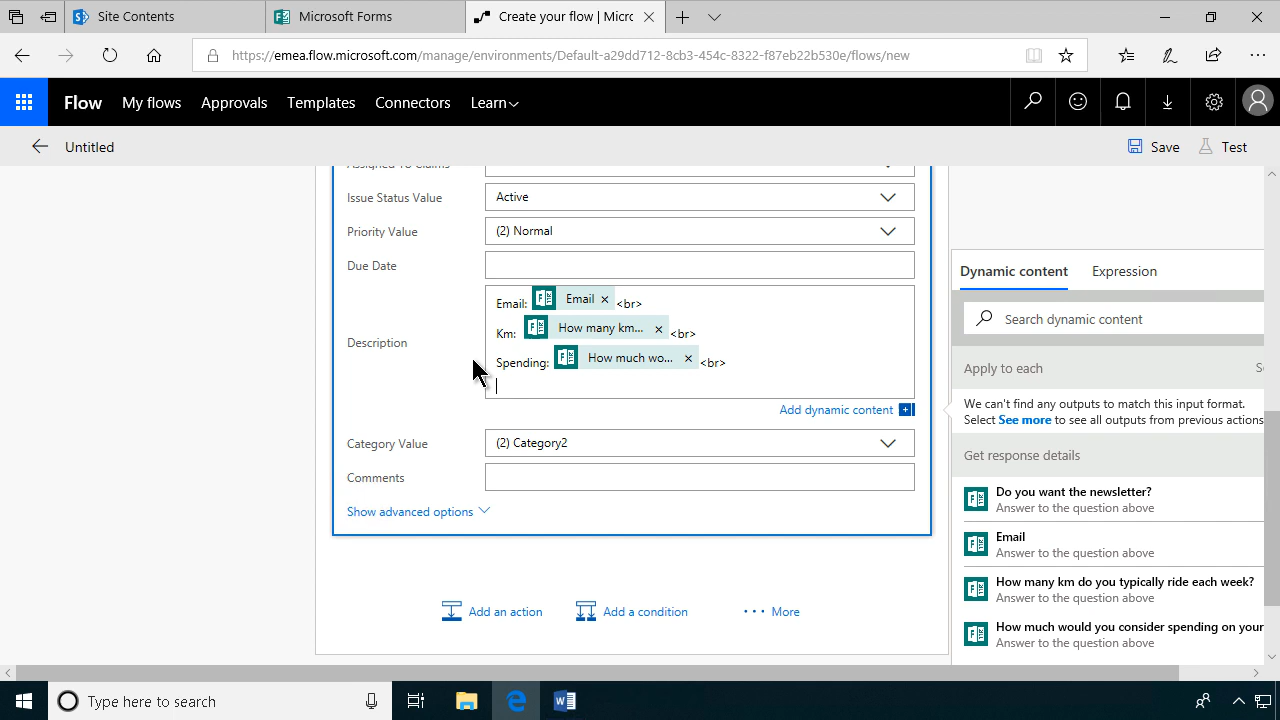 Site Contents
Microsoft Forms
Create your flow | Micr
https://emea.flow.microsoft.com/manage/environments/Default-a29dd712-8cb3-454c-8322-f87eb22b530e/flows/new
Flow My flows Approvals Templates Connectors Learn
Untitled Save Test
Issue Status Value Active
Priority Value (2) Normal
Due Date
Description
Email: Email × <br>
Km: How many km... × <br>
Spending: How much wo... × <br>
Add dynamic content
Category Value (2) Category2
Comments
Show advanced options
Add an action Add a condition ··· More
Dynamic content Expression
Search dynamic content
Apply to each
We can't find any outputs to match this input format.
Select See more to see all outputs from previous actions
Get response details
Do you want the newsletter?
Answer to the question above
Email
Answer to the question above
How many km do you typically ride each week?
Answer to the question above
How much would you consider spending on your
Answer to the question above
Type here to search